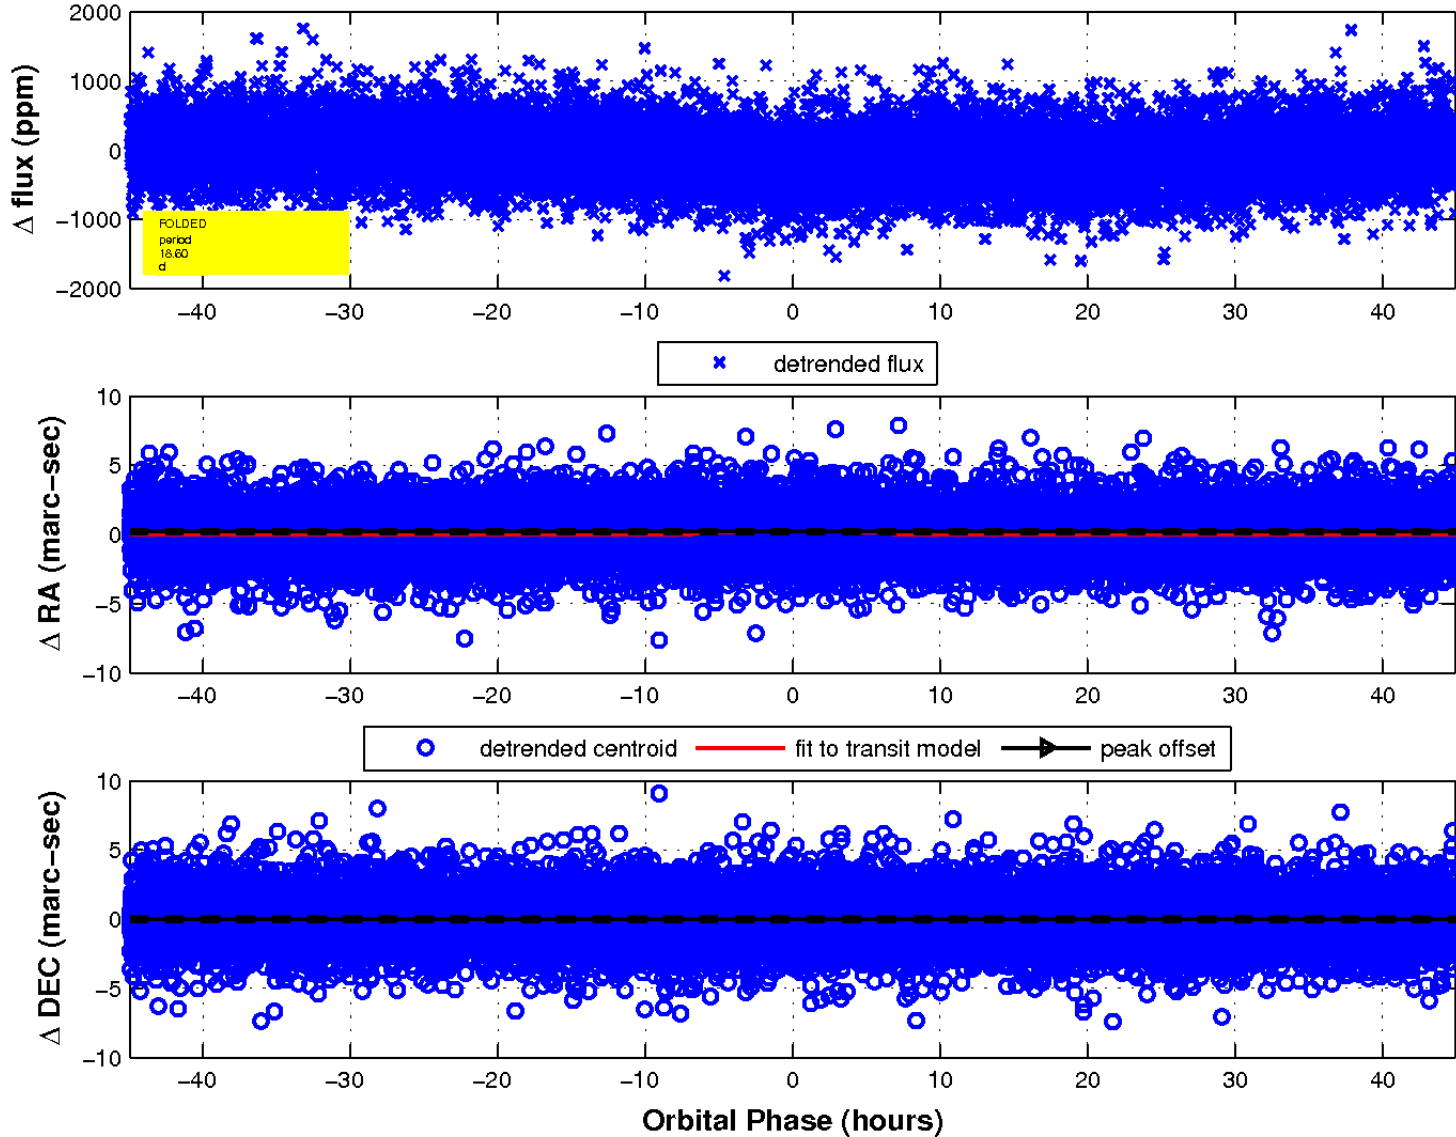 2000
1000
0
−1000
−2000
Δ flux (ppm)
FOLDED
period
18.60
d
−40 −30 −20 −10 0 10 20 30 40
detrended flux
10
5
0
−5
−10
Δ RA (marc−sec)
−40 −30 −20 −10 0 10 20 30 40
detrended centroid fit to transit model peak offset
10
5
0
−5
−10
Δ DEC (marc−sec)
−40 −30 −20 −10 0 10 20 30 40
Orbital Phase (hours)